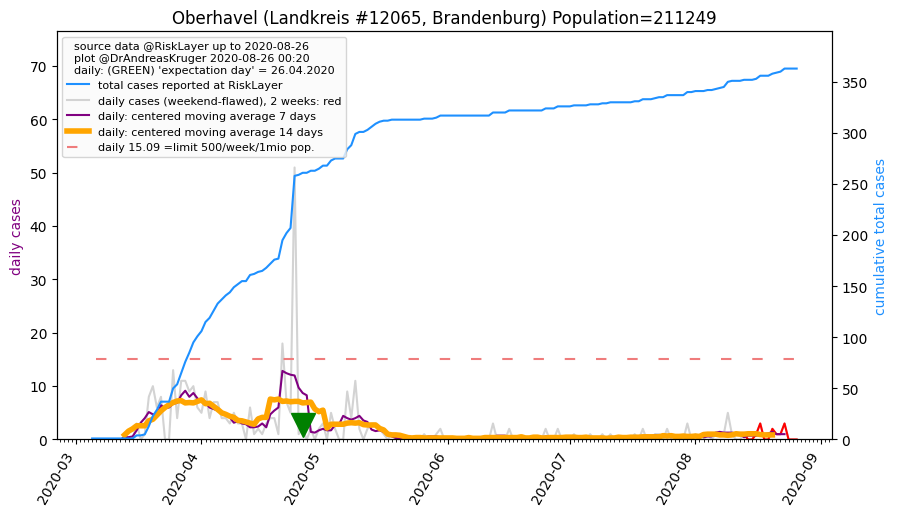 Oberhavel (Landkreis #12065, Brandenburg) Population=211249
source data @RiskLayer up to 2020-08-26
plot @DrAndreasKruger 2020-08-26 00:20
daily: (GREEN) 'expectation day' = 26.04.2020
total cases reported at RiskLayer
daily cases (weekend-flawed), 2 weeks: red
daily: centered moving average 7 days
daily: centered moving average 14 days
daily 15.09 =limit 500/week/1mio pop.
daily cases
70
60
50
40
30
20
10
0
cumulative total cases
350
300
250
200
150
100
50
0
2020-03
2020-04
2020-05
2020-06
2020-07
2020-08
2020-09